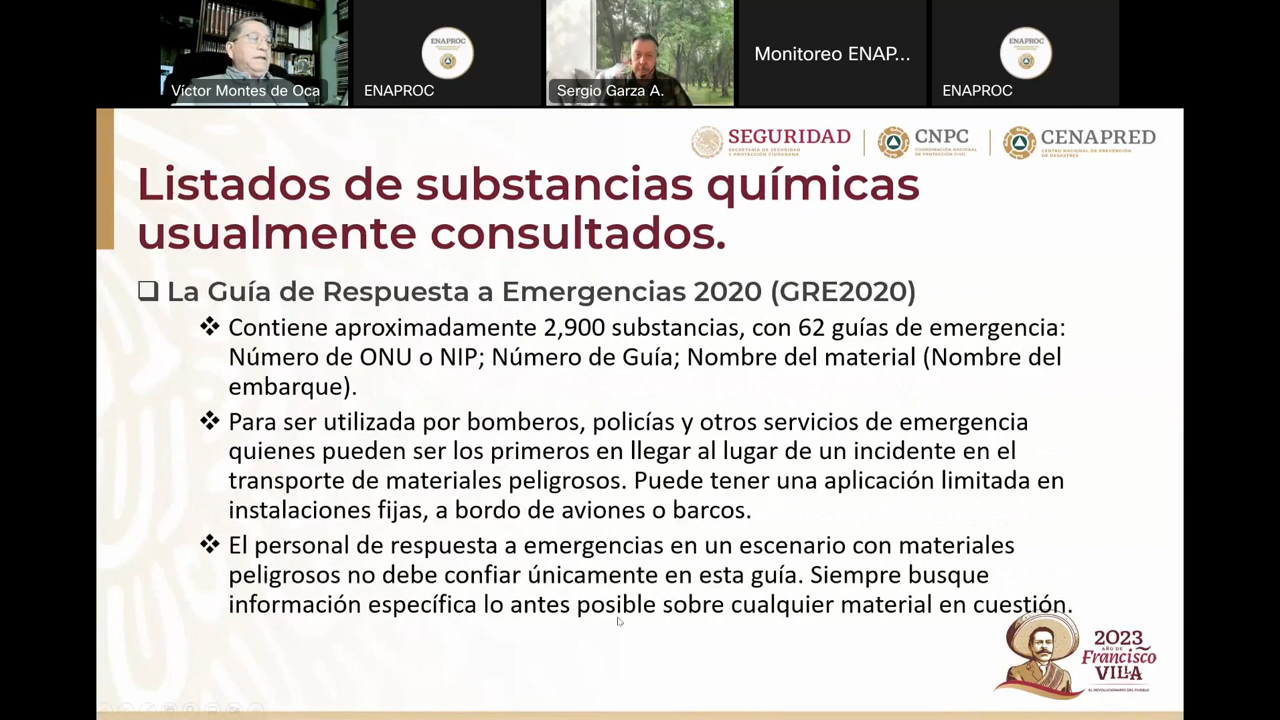 Víctor Montes de Oca
ENAPROC
ENAPROC
Sergio Garza A.
Monitoreo ENAP...
ENAPROC
ENAPROC
SEGURIDAD
SECRETARÍA DE SEGURIDAD
Y PROTECCIÓN CIUDADANA
CNPC
COORDINACIÓN NACIONAL
DE PROTECCIÓN CIVIL
CENAPRED
CENTRO NACIONAL DE PREVENCIÓN
DE DESASTRES
Listados de substancias químicas
usualmente consultados.
La Guía de Respuesta a Emergencias 2020 (GRE2020)
Contiene aproximadamente 2,900 substancias, con 62 guías de emergencia:
Número de ONU o NIP; Número de Guía; Nombre del material (Nombre del
embarque).
Para ser utilizada por bomberos, policías y otros servicios de emergencia
quienes pueden ser los primeros en llegar al lugar de un incidente en el
transporte de materiales peligrosos. Puede tener una aplicación limitada en
instalaciones fijas, a bordo de aviones o barcos.
El personal de respuesta a emergencias en un escenario con materiales
peligrosos no debe confiar únicamente en esta guía. Siempre busque
información específica lo antes posible sobre cualquier material en cuestión.
2023
AÑO DE
Francisco
VILLA
EL REVOLUCIONARIO DEL PUEBLO